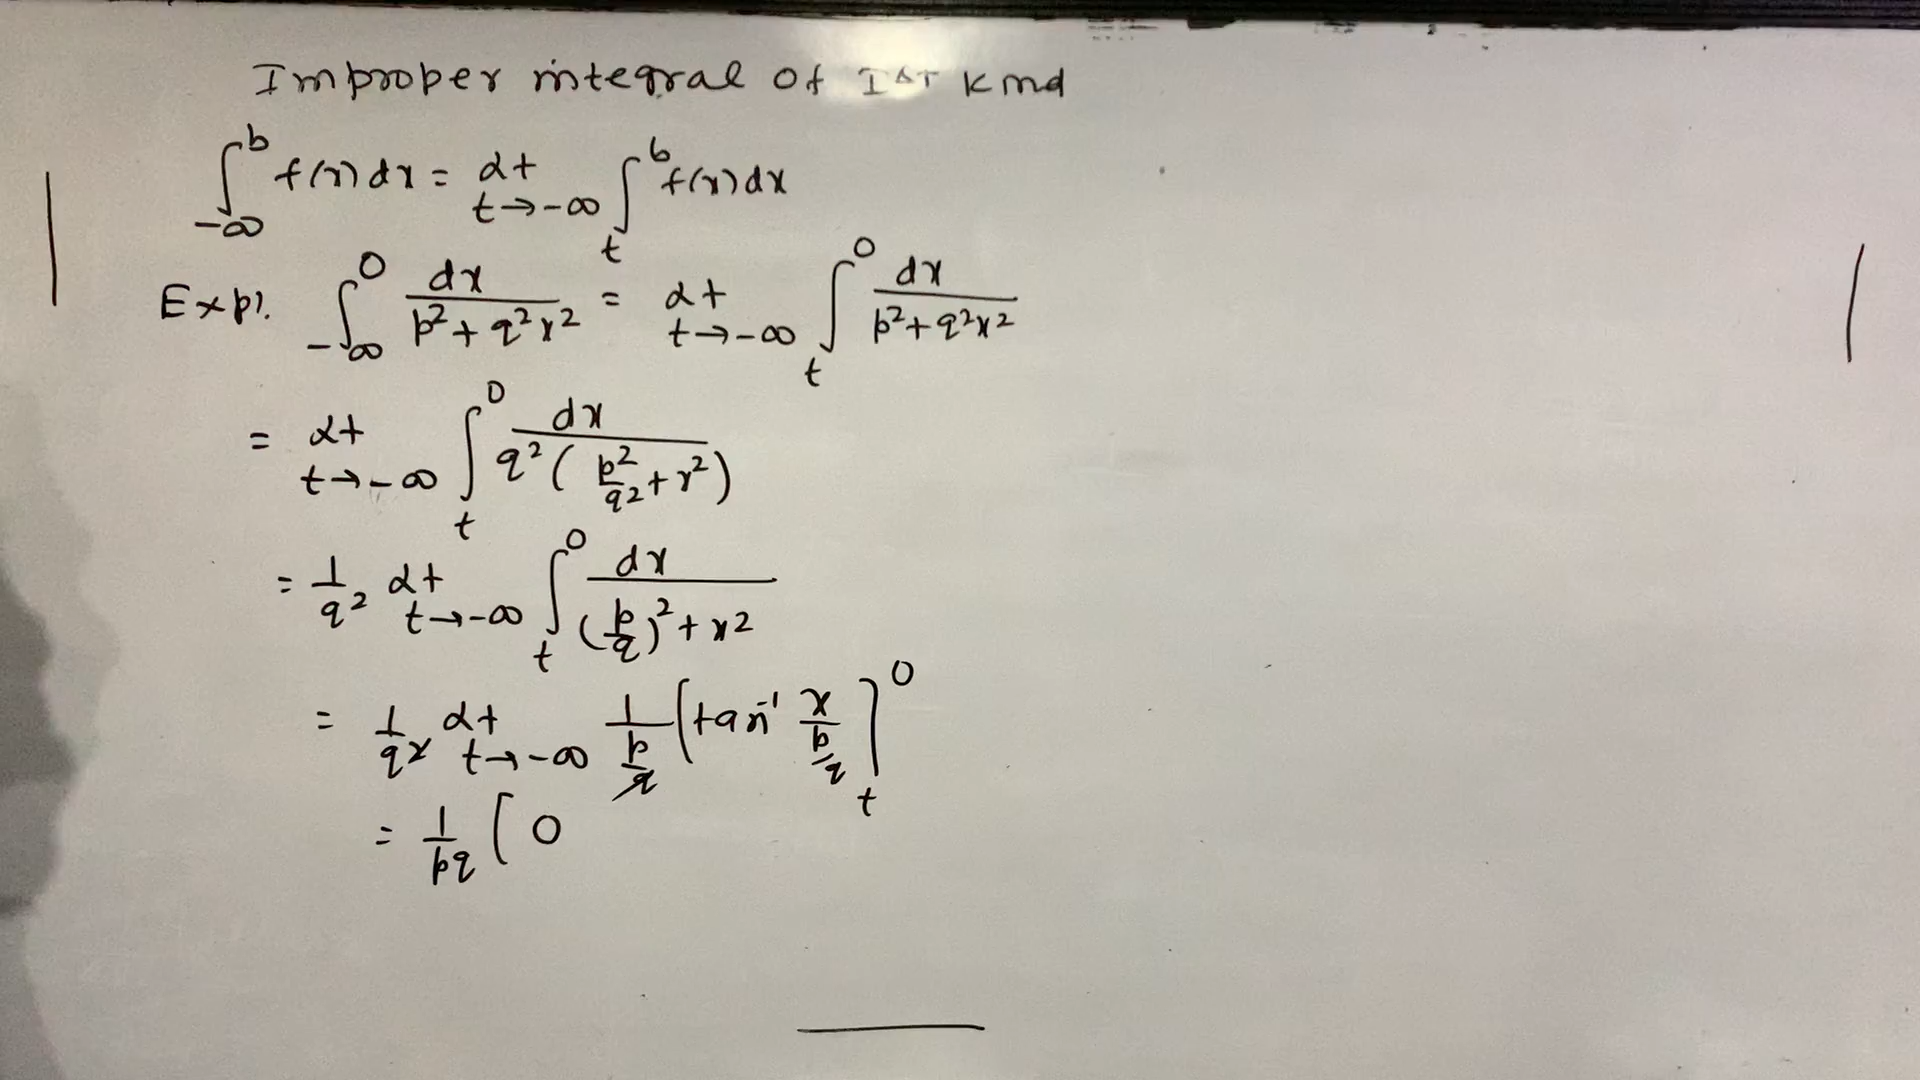 Improper integral of Ist kind
∫_{-∞}^{b} f(x) dx = Lt_{t→-∞} ∫_{t}^{b} f(x) dx
Expl. ∫_{-∞}^{0} dx/(p²+q²x²) = Lt_{t→-∞} ∫_{t}^{0} dx/(p²+q²x²)
= Lt_{t→-∞} ∫_{t}^{0} dx/(q²(p²/q²+x²))
= 1/q² Lt_{t→-∞} ∫_{t}^{0} dx/((p/q)²+x²)
= 1/q² Lt_{t→-∞} 1/(p/q) [tan⁻¹ x/(p/q)]_{t}^{0}
= 1/pq [ 0